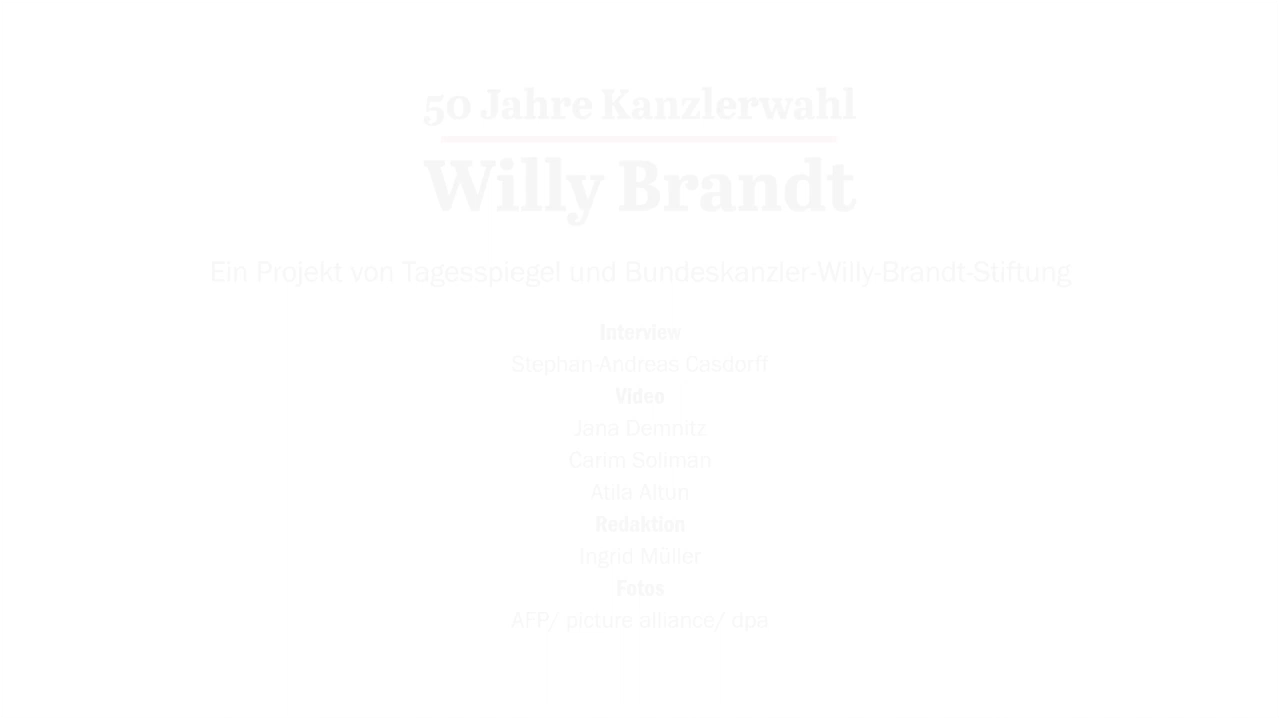 50 Jahre Kanzlerwahl
Willy Brandt
Ein Projekt von Tagesspiegel und Bundeskanzler-Willy-Brandt-Stiftung
Interview
Stephan-Andreas Casdorff
Video
Jana Demnitz
Carim Soliman
Atila Altun
Redaktion
Ingrid Müller
Fotos
AFP/ picture alliance/ dpa